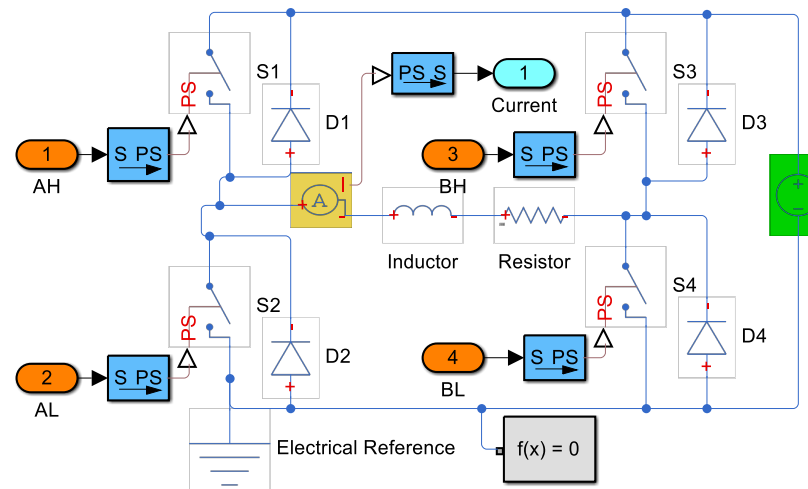 S1
PS
PS S
1
Current
S3
PS
D1
D3
1
AH
S PS
3
BH
S PS
A
Inductor
Resistor
S2
PS
S4
PS
D2
D4
2
AL
S PS
4
BL
S PS
Electrical Reference
f(x) = 0